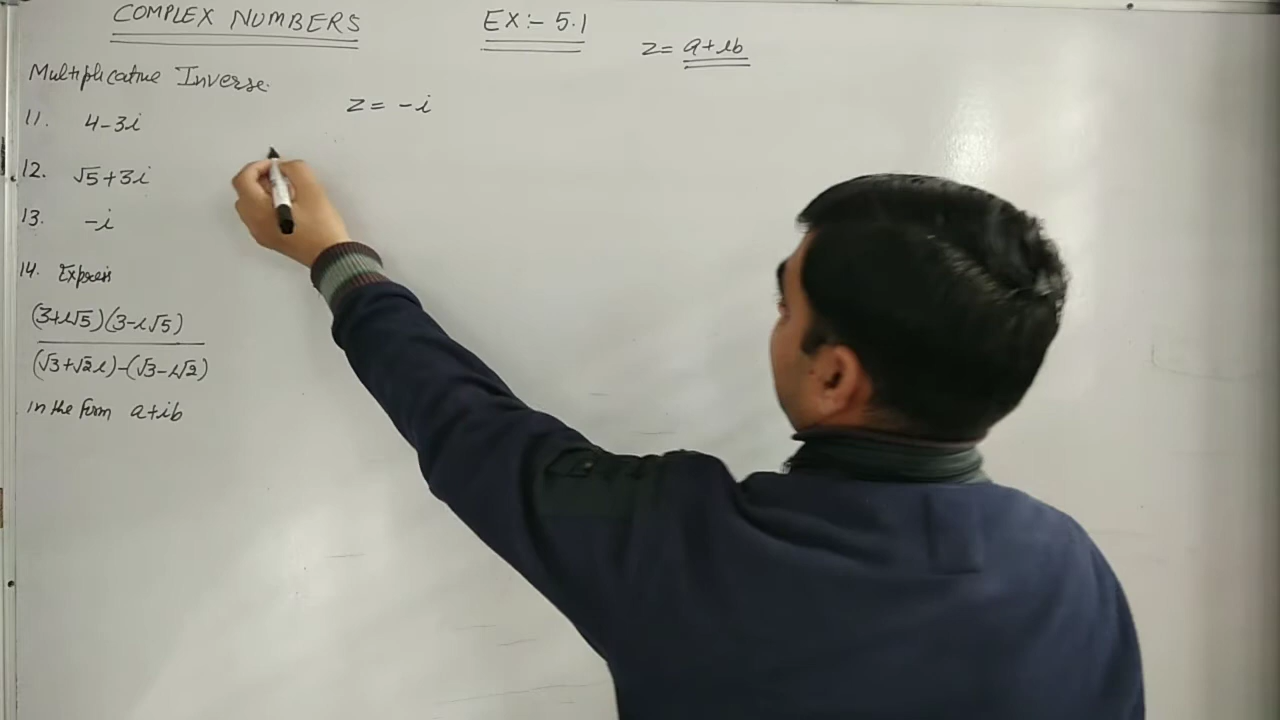 COMPLEX NUMBERS
EX:- 5.1
z = a+ib
Multiplicative Inverse.
z = -i
11. 4-3i
12. √5+3i
13. -i
14. Express
(3+i√5)(3-i√5)
(√3+√2i)-(√3-i√2)
in the form a+ib